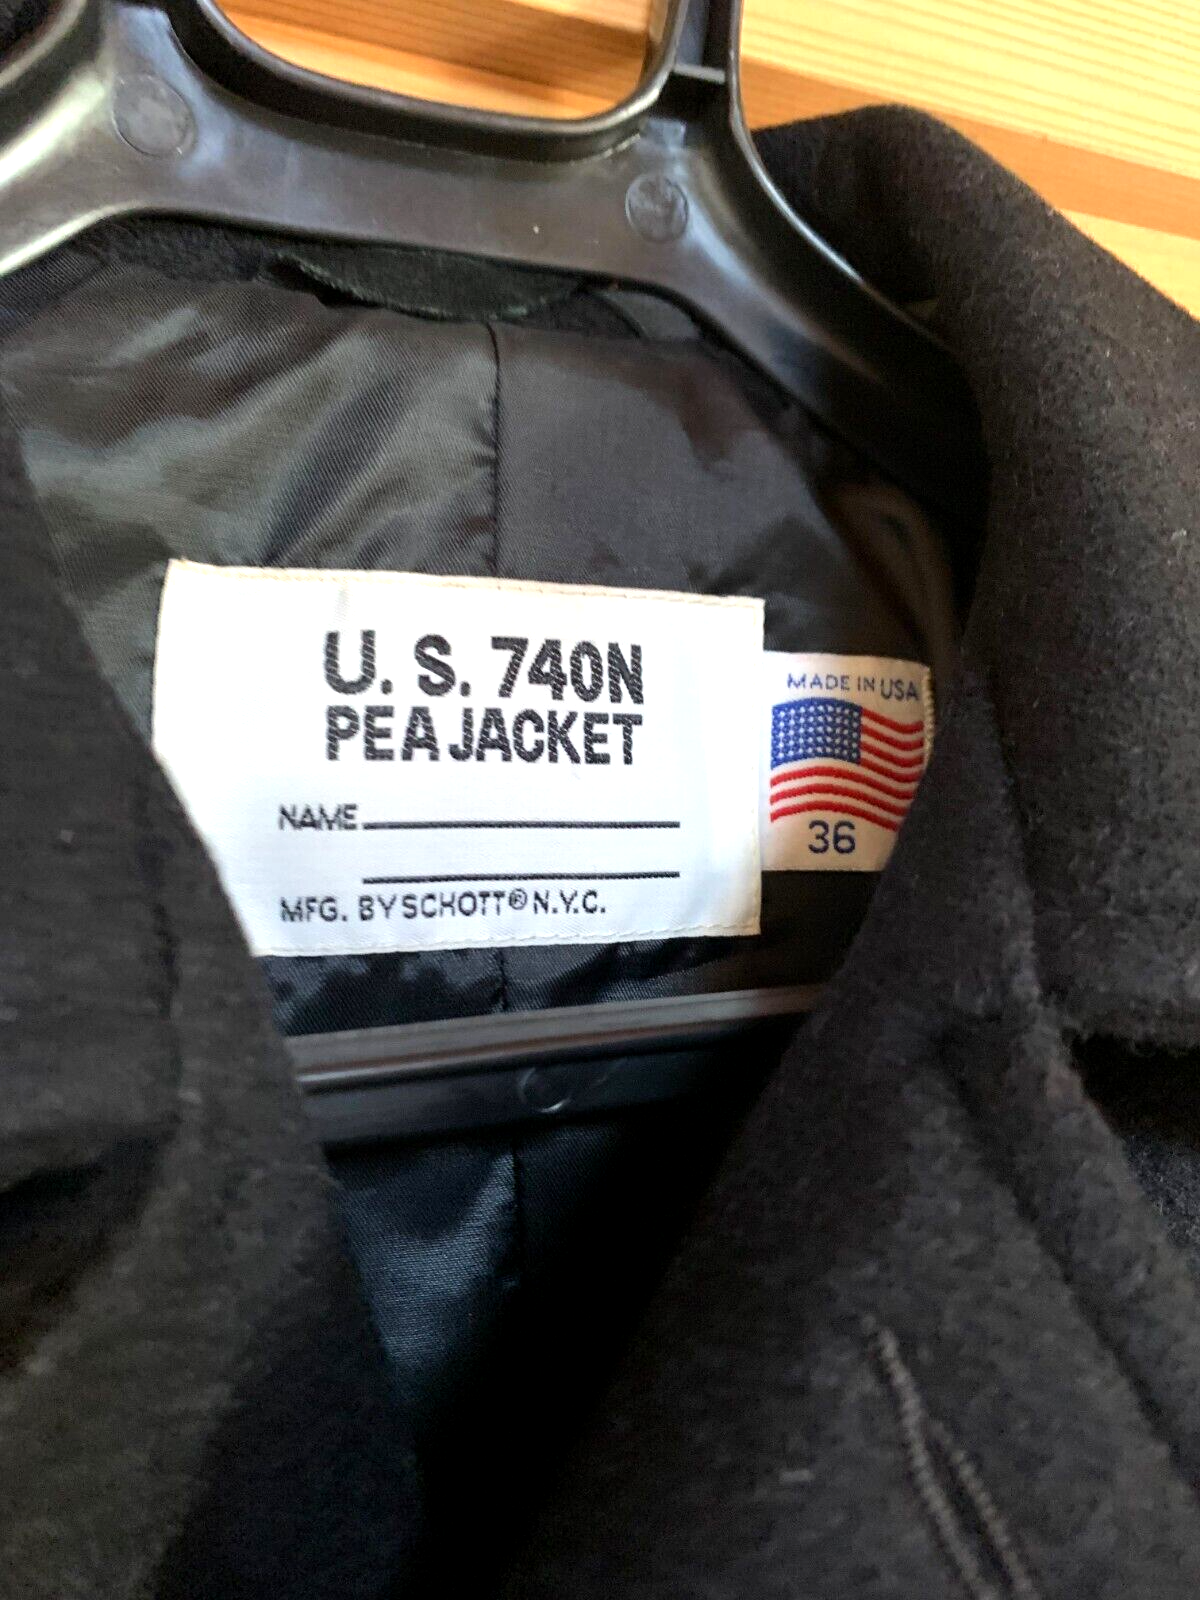 U. S. 740N
PEA JACKET
NAME
MFG. BY SCHOTT® N.Y.C.
MADE IN USA
36